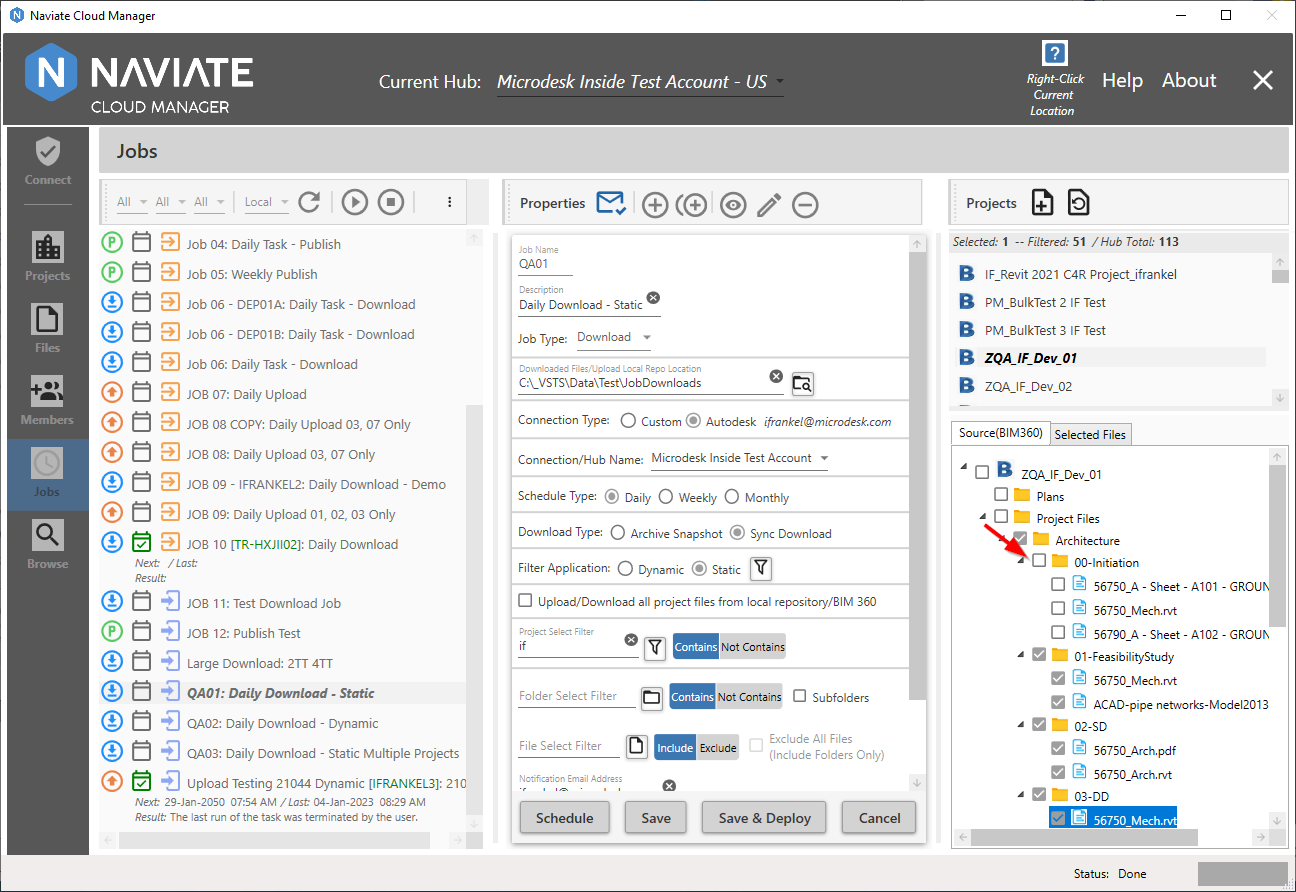 Naviate Cloud Manager
NAVIATE
CLOUD MANAGER
Current Hub: Microdesk Inside Test Account - US
Right-Click
Current
Location
Help
About
Connect
Projects
Files
Members
Jobs
Browse
Jobs
All All All Local
Job 04: Daily Task - Publish
Job 05: Weekly Publish
Job 06 - DEP01A: Daily Task - Download
Job 06 - DEP01B: Daily Task - Download
Job 06: Daily Task - Download
JOB 07: Daily Upload
JOB 08 COPY: Daily Upload 03, 07 Only
JOB 08: Daily Upload 03, 07 Only
JOB 09 - IFRANKEL2: Daily Download - Demo
JOB 09: Daily Upload 01, 02, 03 Only
JOB 10 [TR-HXJII02]: Daily Download
Next: / Last:
Result:
JOB 11: Test Download Job
JOB 12: Publish Test
Large Download: 2TT 4TT
QA01: Daily Download - Static
QA02: Daily Download - Dynamic
QA03: Daily Download - Static Multiple Projects
Upload Testing 21044 Dynamic [IFRANKEL3]: 210
Next: 29-Jan-2050 07:54 AM / Last: 04-Jan-2023 08:29 AM
Result: The last run of the task was terminated by the user.
Properties
Job Name
QA01
Description
Daily Download - Static
Job Type: Download
Downloaded Files/Upload Local Repo Location
C:\_VSTS\Data\Test\JobDownloads
Connection Type: Custom Autodesk ifrankel@microdesk.com
Connection/Hub Name: Microdesk Inside Test Account
Schedule Type: Daily Weekly Monthly
Download Type: Archive Snapshot Sync Download
Filter Application: Dynamic Static
Upload/Download all project files from local repository/BIM 360
Project Select Filter
if
Contains Not Contains
Folder Select Filter Contains Not Contains Subfolders
File Select Filter Include Exclude Exclude All Files
(Include Folders Only)
Notification Email Address
Schedule Save Save & Deploy Cancel
Projects
Selected: 1 -- Filtered: 51 / Hub Total: 113
IF_Revit 2021 C4R Project_ifrankel
PM_BulkTest 2 IF Test
PM_BulkTest 3 IF Test
ZQA_IF_Dev_01
ZQA_IF_Dev_02
Source(BIM360) Selected Files
ZQA_IF_Dev_01
Plans
Project Files
Architecture
00-Initiation
56750_A - Sheet - A101 - GROUN
56750_Mech.rvt
56790_A - Sheet - A102 - GROUN
01-FeasibilityStudy
56750_Mech.rvt
ACAD-pipe networks-Model2013
02-SD
56750_Arch.pdf
56750_Arch.rvt
03-DD
56750_Mech.rvt
Status: Done